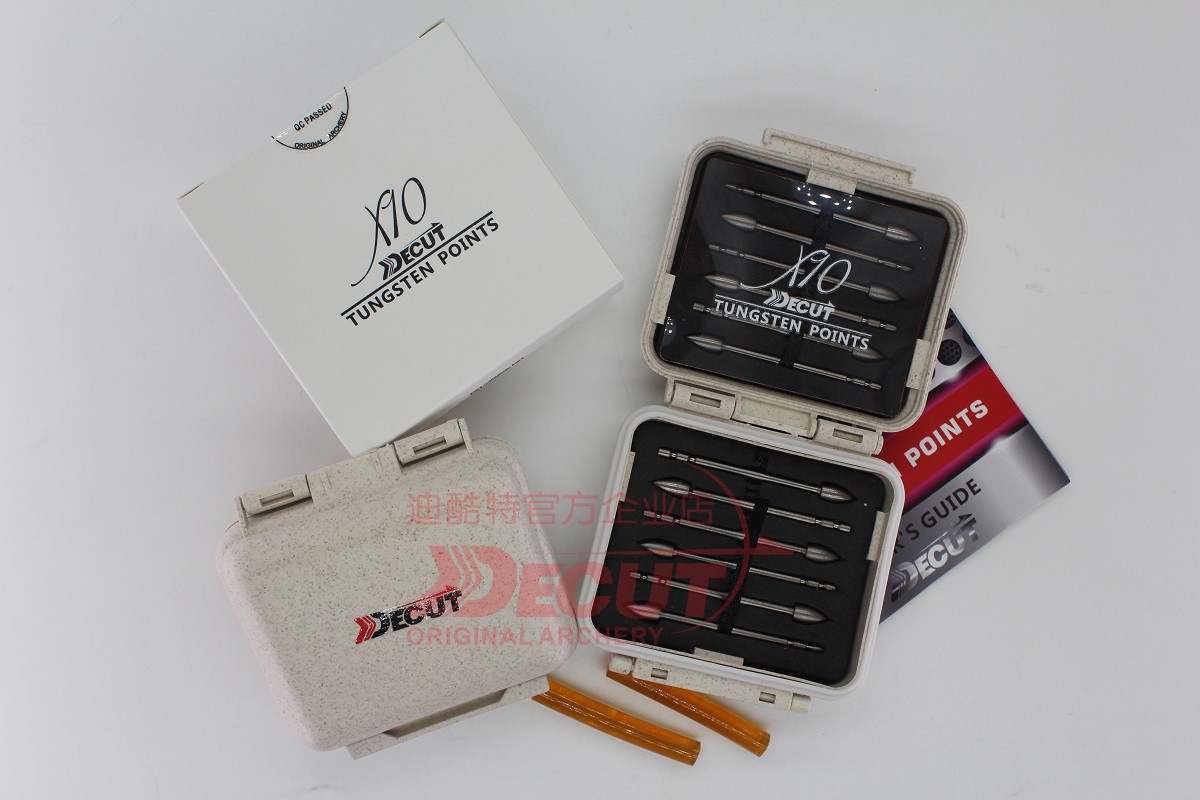 QC PASSED
ORIGINAL ARCHERY
X10
DECUT
TUNGSTEN POINTS
X10
DECUT
TUNGSTEN POINTS
POINTS
'S GUIDE
DECUT
DECUT
迪酷特官方企业店
DECUT
ORIGINAL ARCHERY